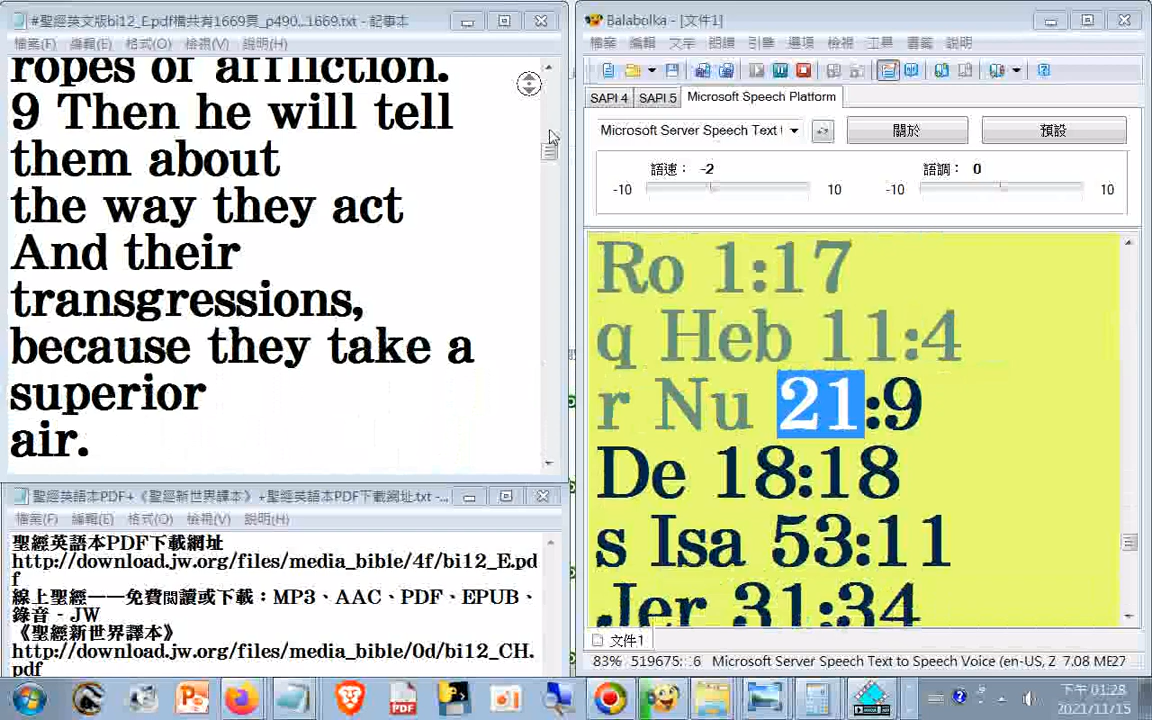 #聖經英文版bi12_E.pdf檔共有1669頁_p490,..1669.txt - 記事本
檔案(F) 編輯(E) 格式(O) 檢視(V) 說明(H)
ropes of affliction.
9 Then he will tell
them about
the way they act
And their
transgressions,
because they take a
superior
air.
聖經英語本PDF+《聖經新世界譯本》+聖經英語本PDF下載網址.txt - ...
檔案(F) 編輯(E) 格式(O) 檢視(V) 說明(H)
聖經英語本PDF下載網址
http://download.jw.org/files/media_bible/4f/bi12_E.pd
f
線上聖經——免費閱讀或下載：MP3、AAC、PDF、EPUB、
錄音 - JW
《聖經新世界譯本》
http://download.jw.org/files/media_bible/0d/bi12_CH.
pdf
Balabolka - [文件1]
檔案 編輯 文字 朗讀 引擎 選項 檢視 工具 書籤 說明
SAPI 4 SAPI 5 Microsoft Speech Platform
Microsoft Server Speech Text
關於 預設
語速： -2 語調： 0
-10 10 -10 10
Ro 1:17
q Heb 11:4
r Nu 21:9
De 18:18
s Isa 53:11
Jer 31:34
文件1
83% 519675: 6 Microsoft Server Speech Text to Speech Voice (en-US, Z 7.08 ME27
PDF
下午 01:28
2021/11/15